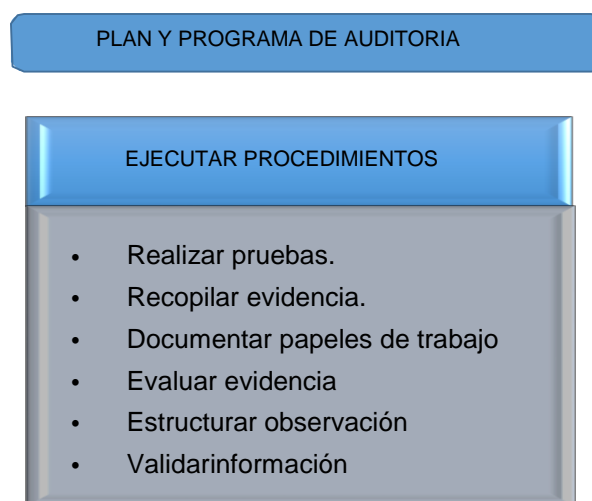 PLAN Y PROGRAMA DE AUDITORIA
EJECUTAR PROCEDIMIENTOS
• Realizar pruebas.
• Recopilar evidencia.
• Documentar papeles de trabajo
• Evaluar evidencia
• Estructurar observación
• Validarinformación